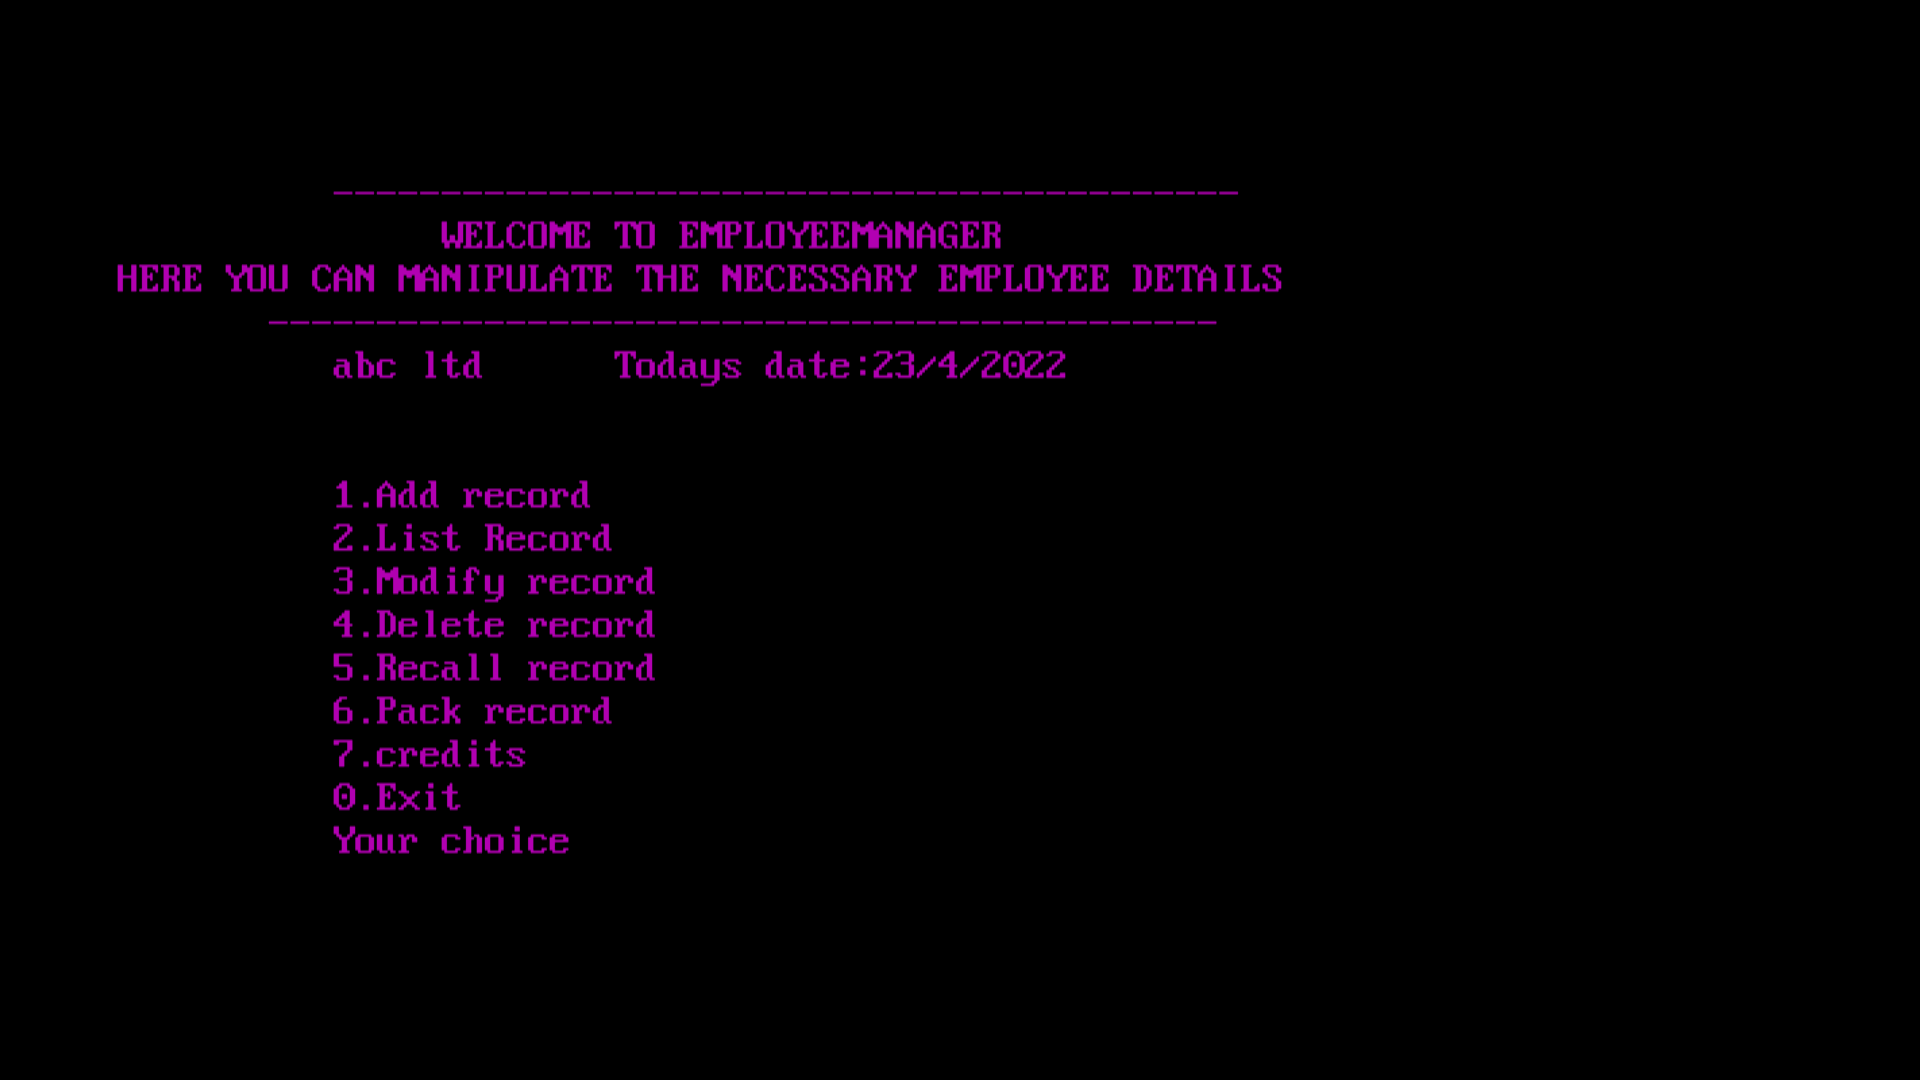 ------------------------------------------
WELCOME TO EMPLOYEEMANAGER
HERE YOU CAN MANIPULATE THE NECESSARY EMPLOYEE DETAILS
--------------------------------------------
abc ltd      Todays date:23/4/2022
1.Add record
2.List Record
3.Modify record
4.Delete record
5.Recall record
6.Pack record
7.credits
0.Exit
Your choice